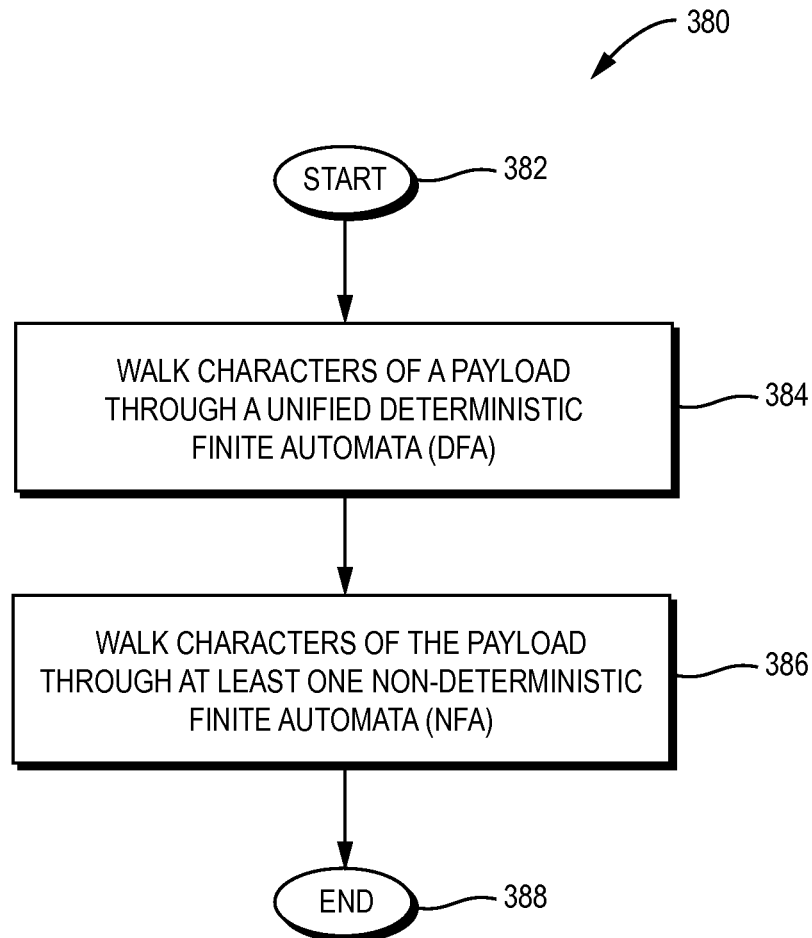 380
START
382
WALK CHARACTERS OF A PAYLOAD
THROUGH A UNIFIED DETERMINISTIC
FINITE AUTOMATA (DFA)
384
WALK CHARACTERS OF THE PAYLOAD
THROUGH AT LEAST ONE NON-DETERMINISTIC
FINITE AUTOMATA (NFA)
386
END
388